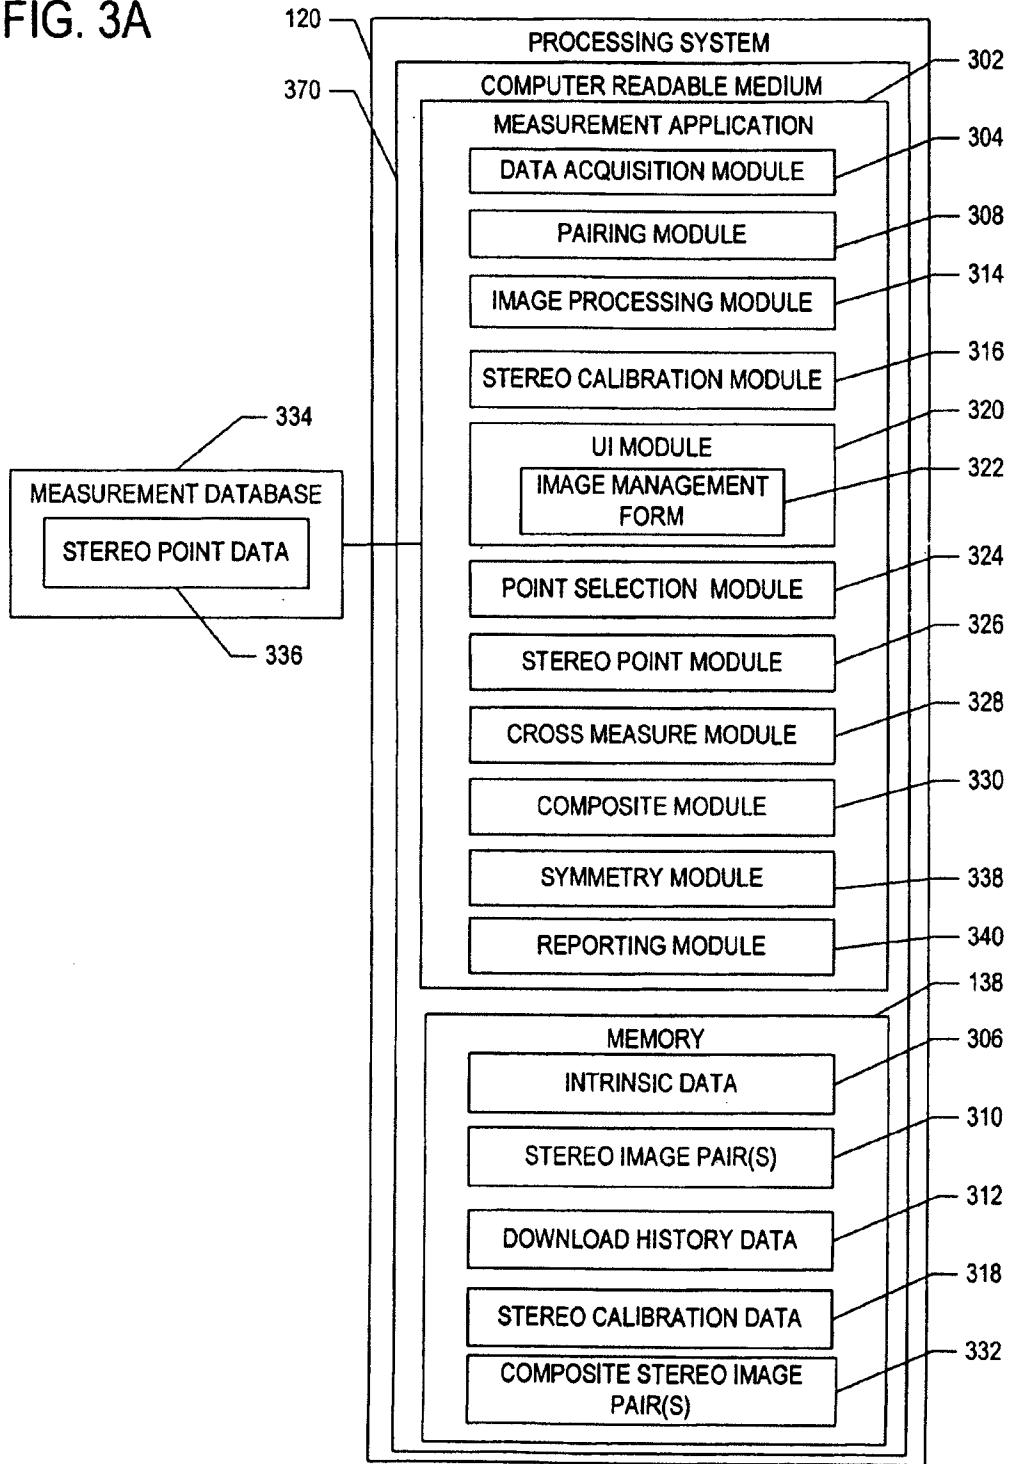 FIG. 3A
120
PROCESSING SYSTEM
370
COMPUTER READABLE MEDIUM
302
MEASUREMENT APPLICATION
304
DATA ACQUISITION MODULE
308
PAIRING MODULE
314
IMAGE PROCESSING MODULE
316
STEREO CALIBRATION MODULE
320
UI MODULE
322
IMAGE MANAGEMENT
FORM
334
MEASUREMENT DATABASE
STEREO POINT DATA
336
324
POINT SELECTION MODULE
326
STEREO POINT MODULE
328
CROSS MEASURE MODULE
330
COMPOSITE MODULE
338
SYMMETRY MODULE
340
REPORTING MODULE
138
MEMORY
306
INTRINSIC DATA
310
STEREO IMAGE PAIR(S)
312
DOWNLOAD HISTORY DATA
318
STEREO CALIBRATION DATA
332
COMPOSITE STEREO IMAGE
PAIR(S)